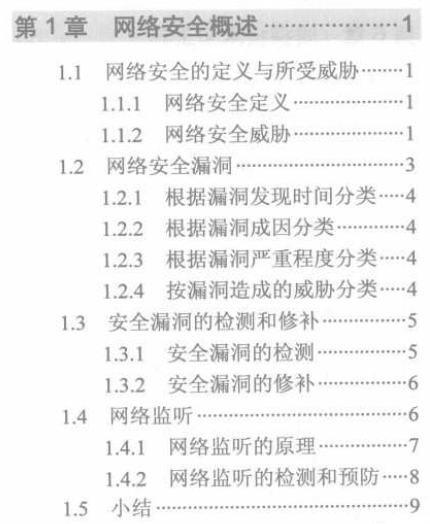 第 1 章 网络安全概述 ···················· 1
1.1 网络安全的定义与所受威胁········1
1.1.1 网络安全定义····················1
1.1.2 网络安全威胁····················1
1.2 网络安全漏洞······························3
1.2.1 根据漏洞发现时间分类·····4
1.2.2 根据漏洞成因分类············4
1.2.3 根据漏洞严重程度分类·····4
1.2.4 按漏洞造成的威胁分类·····4
1.3 安全漏洞的检测和修补···············5
1.3.1 安全漏洞的检测···············5
1.3.2 安全漏洞的修补···············6
1.4 网络监听·····································6
1.4.1 网络监听的原理···············7
1.4.2 网络监听的检测和预防·····8
1.5 小结············································9